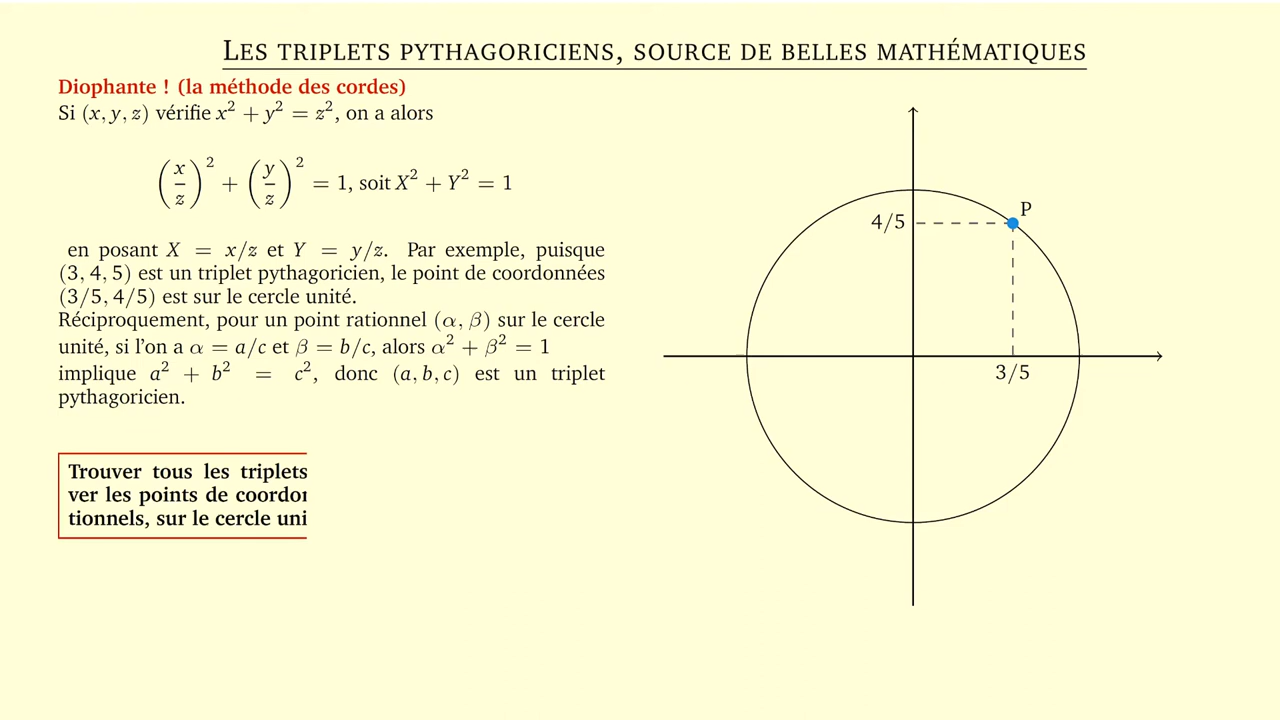 LES TRIPLETS PYTHAGORICIENS, SOURCE DE BELLES MATHÉMATIQUES
Diophante ! (la méthode des cordes)
Si (x, y, z) vérifie x² + y² = z², on a alors
(x/z)² + (y/z)² = 1, soit X² + Y² = 1
en posant X = x/z et Y = y/z. Par exemple, puisque
(3, 4, 5) est un triplet pythagoricien, le point de coordonnées
(3/5, 4/5) est sur le cercle unité.
Réciproquement, pour un point rationnel (α, β) sur le cercle
unité, si l'on a α = a/c et β = b/c, alors α² + β² = 1
implique a² + b² = c², donc (a, b, c) est un triplet
pythagoricien.
Trouver tous les triplets
ver les points de
tionnels, sur le cercle
P
4/5
3/5